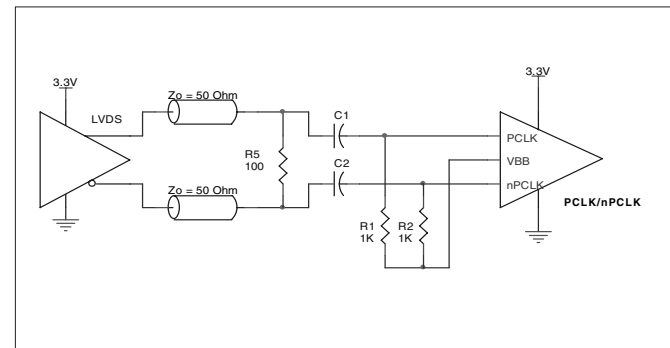 3.3V
LVDS
Zo = 50 Ohm
Zo = 50 Ohm
R5
100
C1
C2
R1
1K
R2
1K
3.3V
PCLK
VBB
nPCLK
PCLK/nPCLK